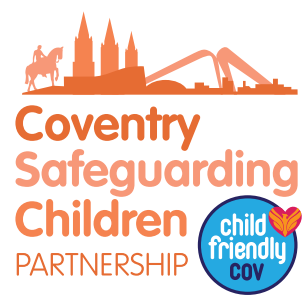 Coventry
Safeguarding
Children
PARTNERSHIP
child
friendly
COV